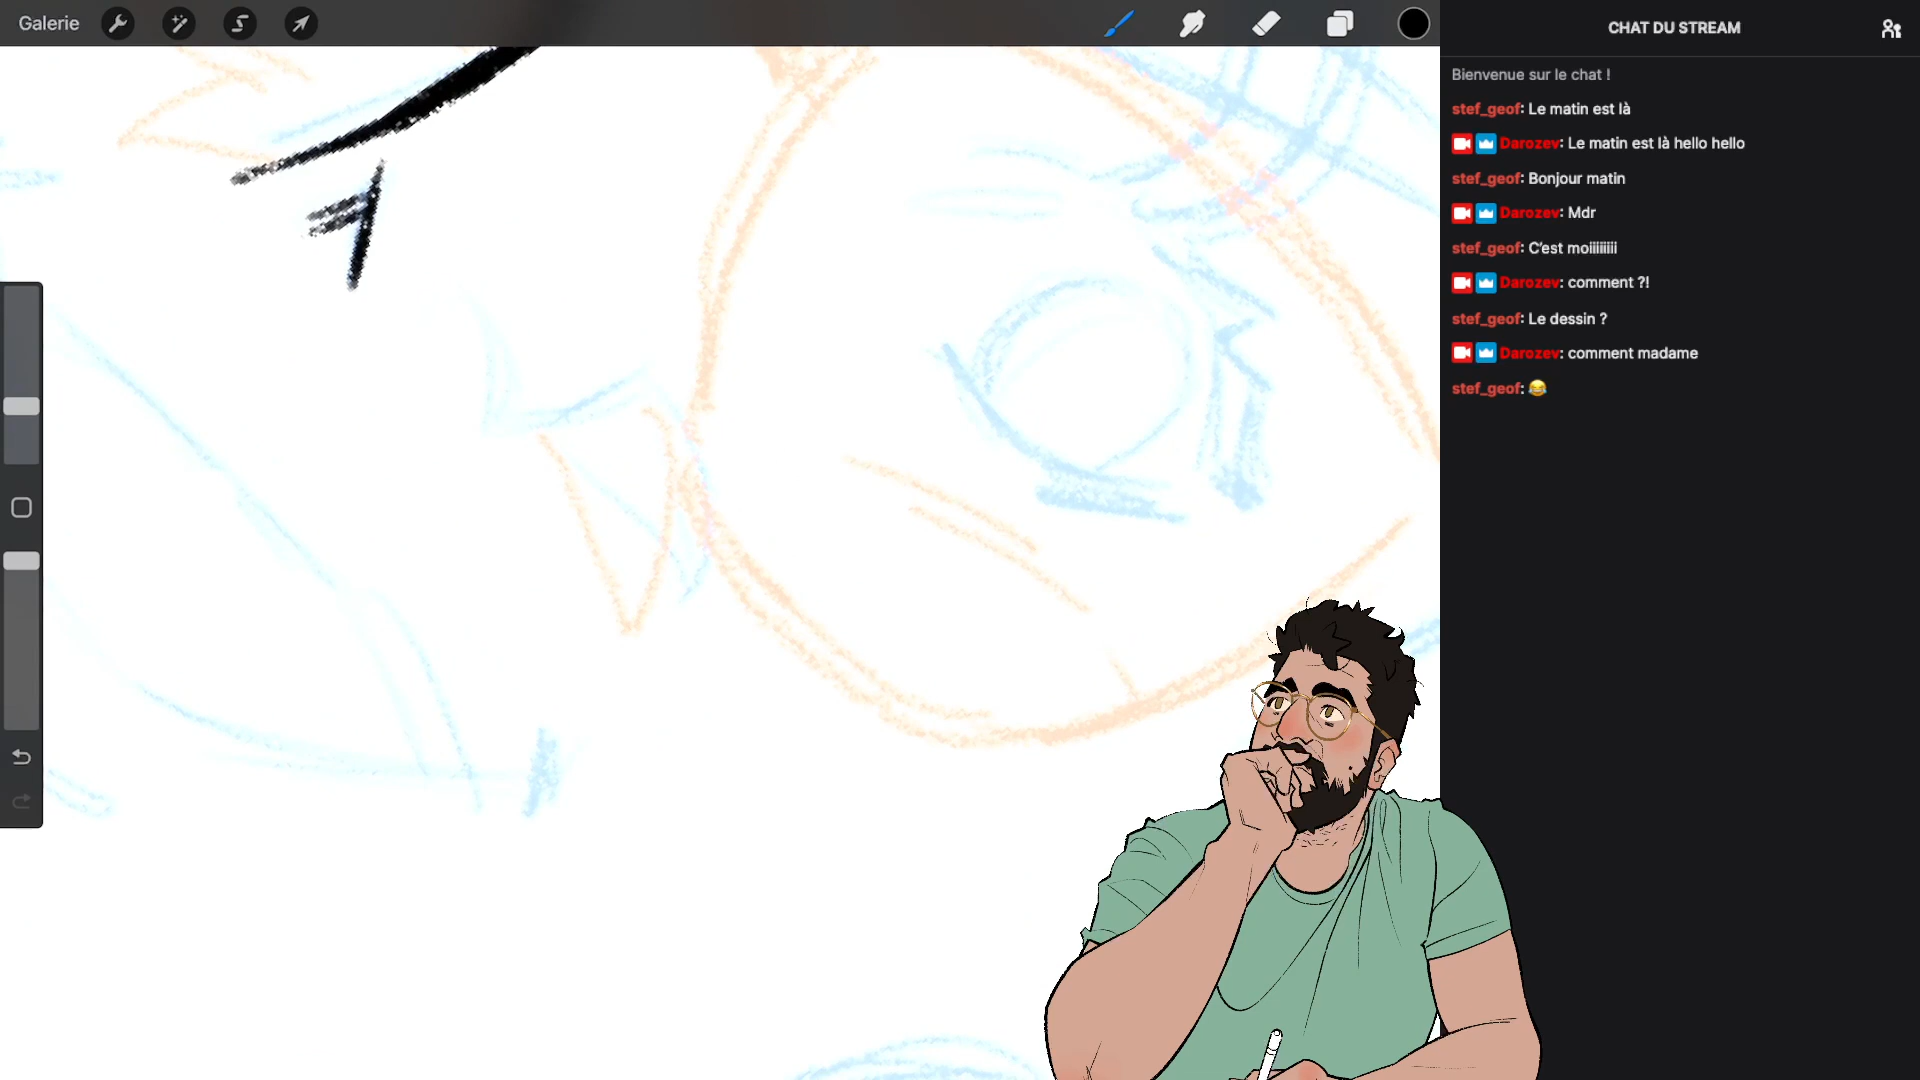 Galerie
CHAT DU STREAM
Bienvenue sur le chat !
stef_geof: Le matin est là
Darozev: Le matin est là hello hello
stef_geof: Bonjour matin
Darozev: Mdr
stef_geof: C'est moiiiiiiiii
Darozev: comment ?!
stef_geof: Le dessin ?
Darozev: comment madame
stef_geof: 😂